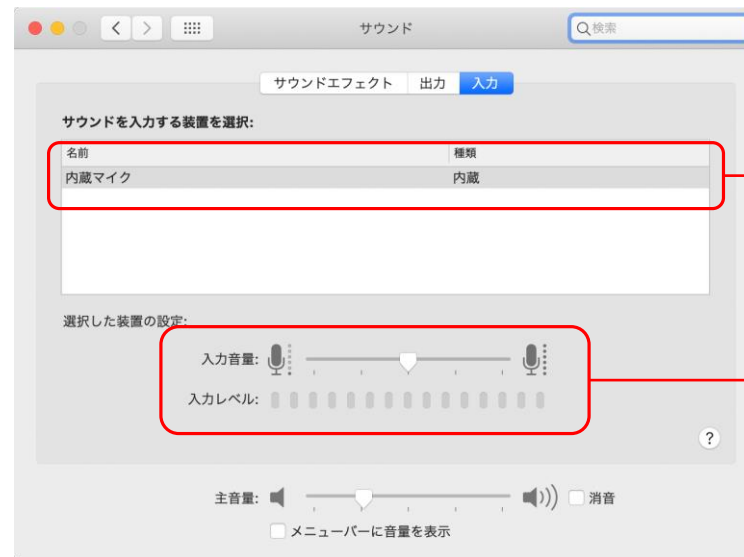 サウンド
検索
サウンドエフェクト 出力 入力
サウンドを入力する装置を選択:
名前 種類
内蔵マイク 内蔵
選択した装置の設定:
入力音量:
入力レベル:
?
主音量: 消音
メニューバーに音量を表示